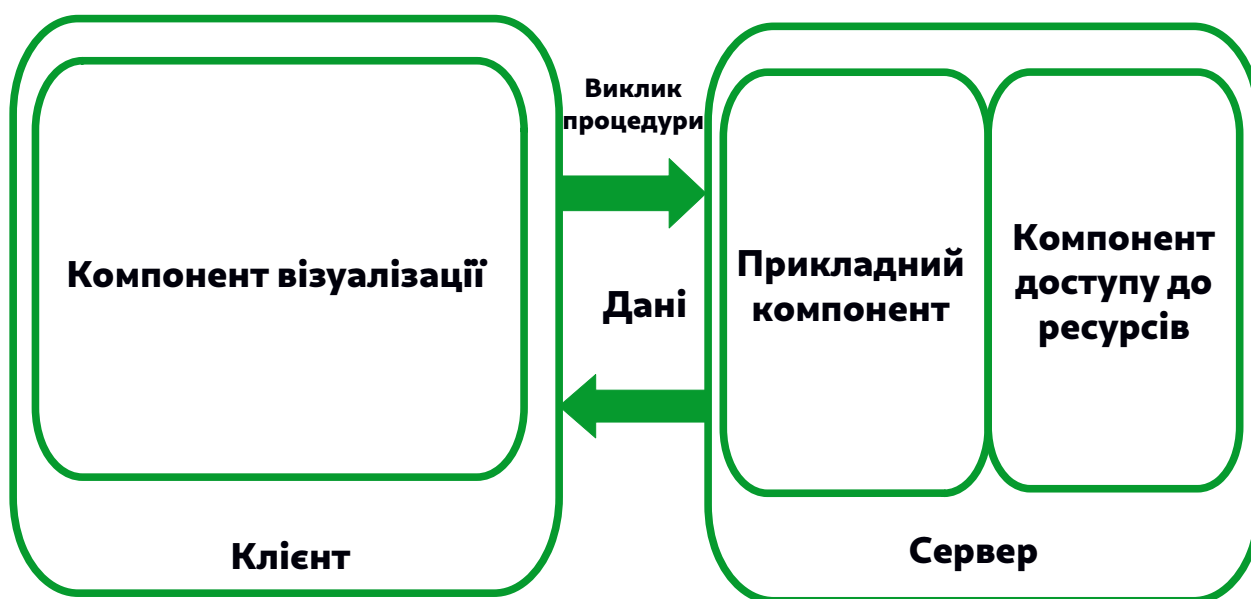 Виклик
процедури
Компонент візуалізації
Дані
Прикладний
компонент
Компонент
доступу до
ресурсів
Клієнт
Сервер